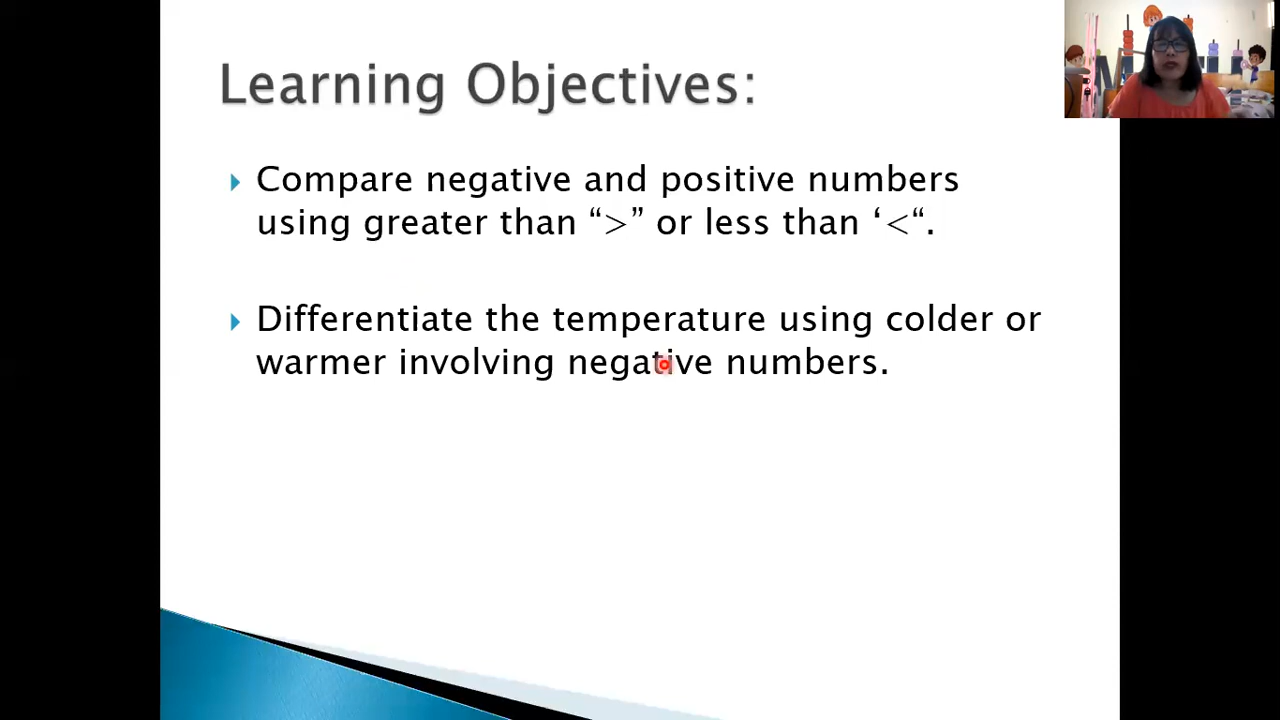 Learning Objectives:
Compare negative and positive numbers
using greater than “>” or less than ‘<“.
Differentiate the temperature using colder or
warmer involving negative numbers.